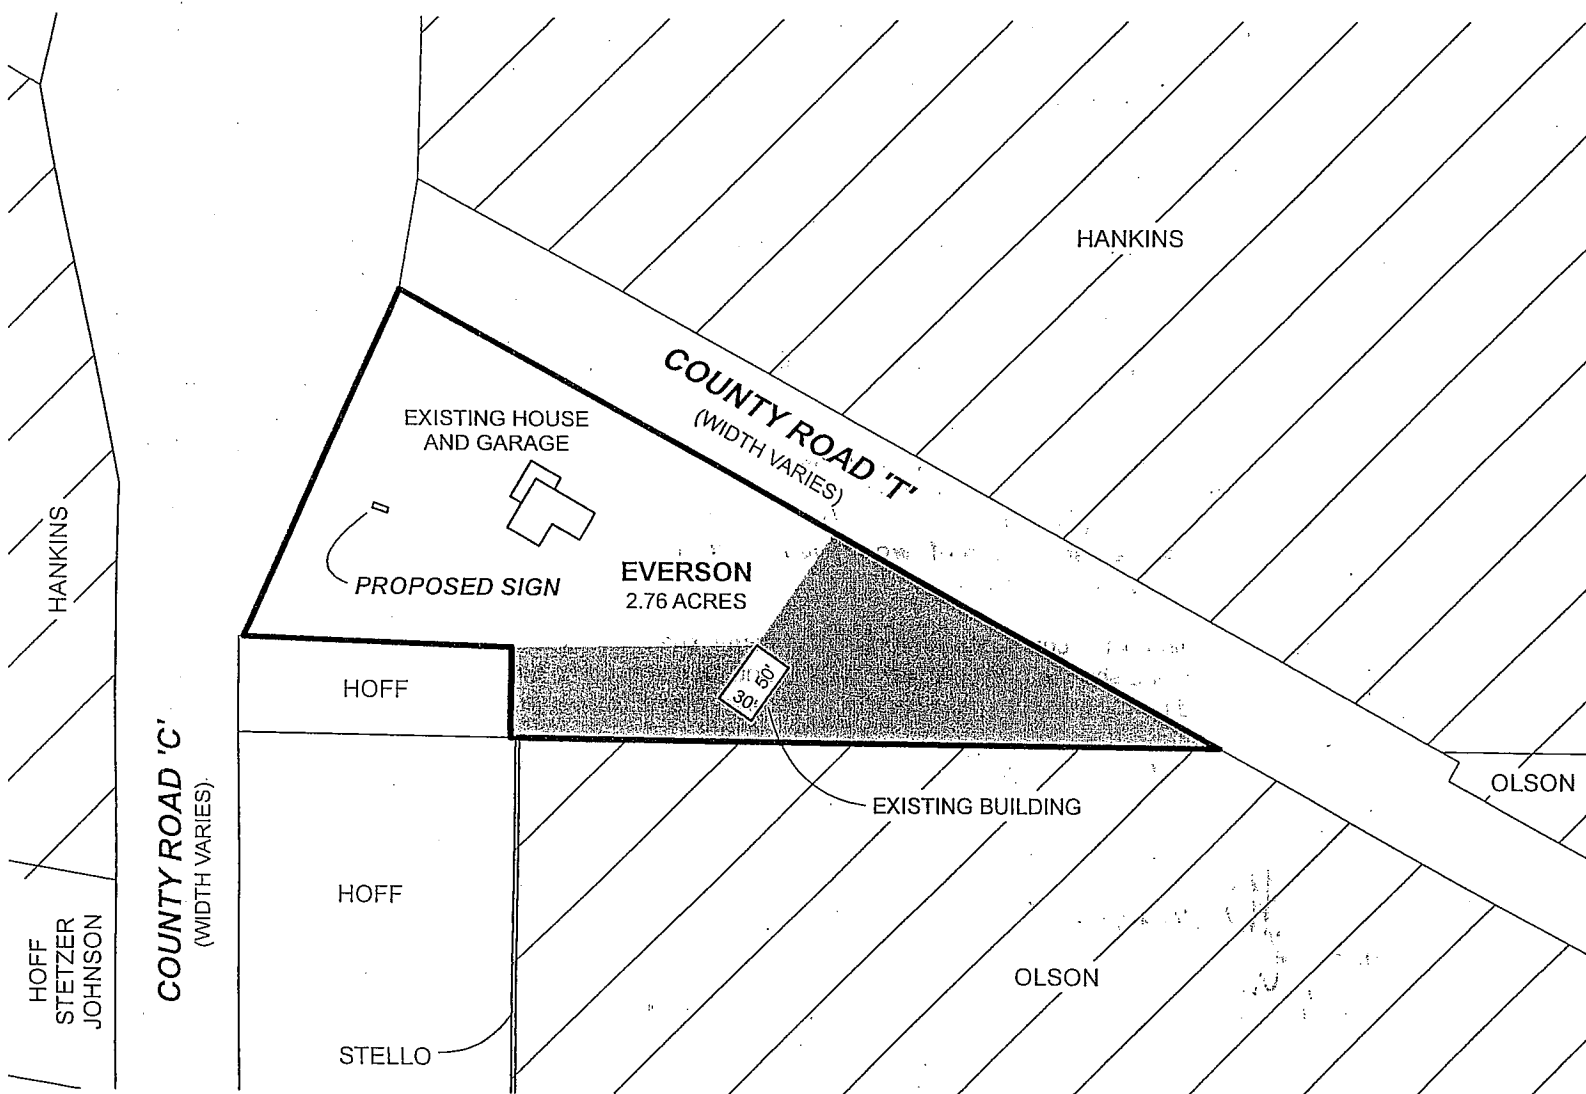 HANKINS
COUNTY ROAD 'T'
(WIDTH VARIES)
EXISTING HOUSE
AND GARAGE
HANKINS
PROPOSED SIGN
EVERSON
2.76 ACRES
HOFF
50'
30'
COUNTY ROAD 'C'
(WIDTH VARIES)
EXISTING BUILDING
OLSON
HOFF
HOFF
STETZER
JOHNSON
OLSON
STELLO